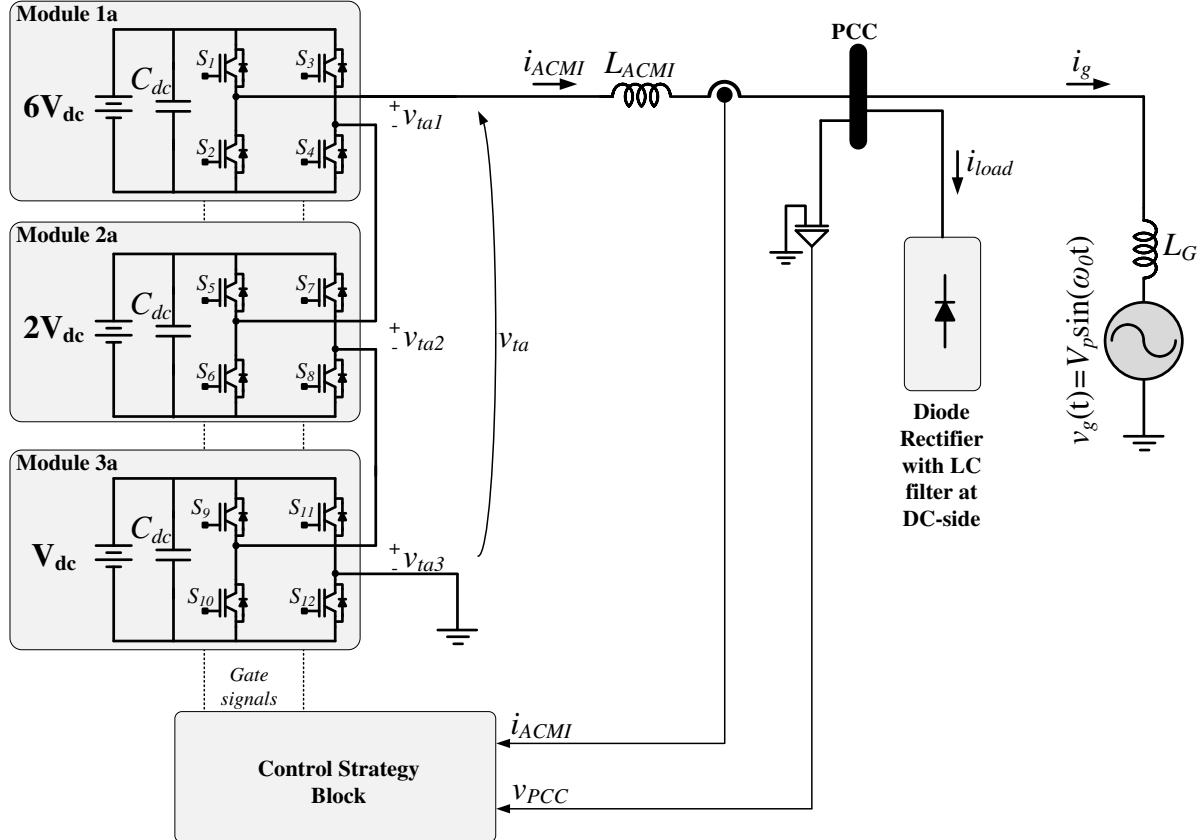 Module 1a
6V_dc
C_dc
S_1
S_3
S_2
S_4
+
- v_ta1
i_ACMI
L_ACMI
PCC
i_g
i_load
L_G
v_g(t)=V_p sin(ω_0t)
Module 2a
2V_dc
C_dc
S_5
S_7
S_6
S_8
+
- v_ta2
v_ta
Diode
Rectifier
with LC
filter at
DC-side
Module 3a
V_dc
C_dc
S_9
S_11
S_10
S_12
+
- v_ta3
Gate
signals
Control Strategy
Block
i_ACMI
v_PCC